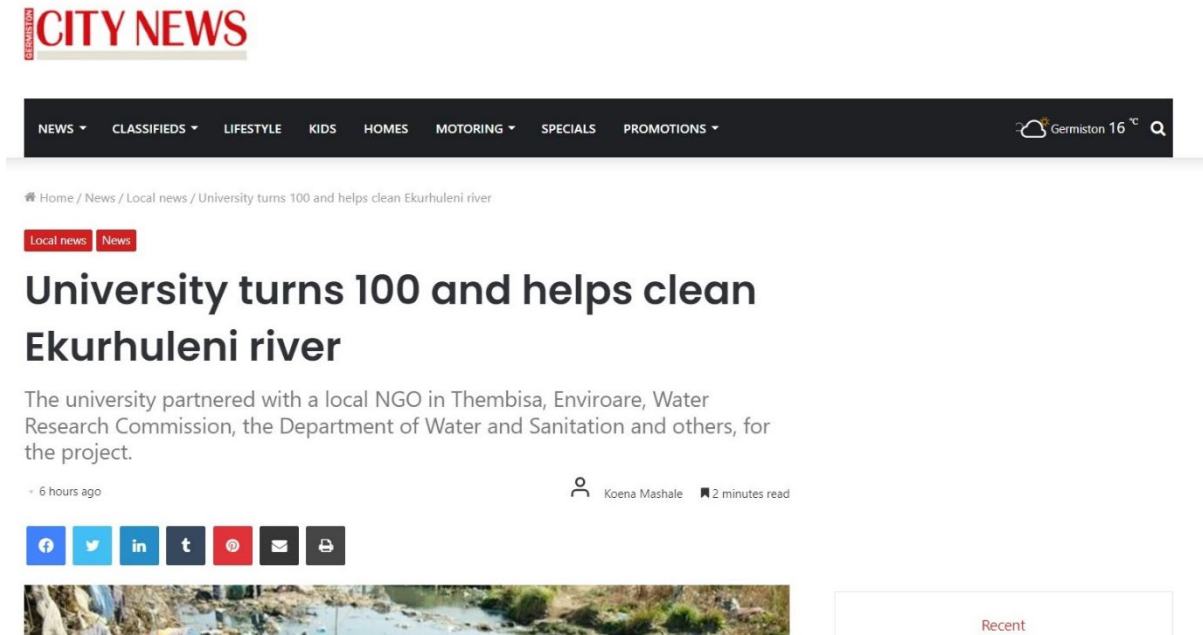 GERMISTON
CITY NEWS
NEWS CLASSIFIEDS LIFESTYLE KIDS HOMES MOTORING SPECIALS PROMOTIONS Germiston 16 °C
Home / News / Local news / University turns 100 and helps clean Ekurhuleni river
Local news News
University turns 100 and helps clean
Ekurhuleni river
The university partnered with a local NGO in Thembisa, Enviroare, Water
Research Commission, the Department of Water and Sanitation and others, for
the project.
6 hours ago Koena Mashale 2 minutes read
f in t
Recent